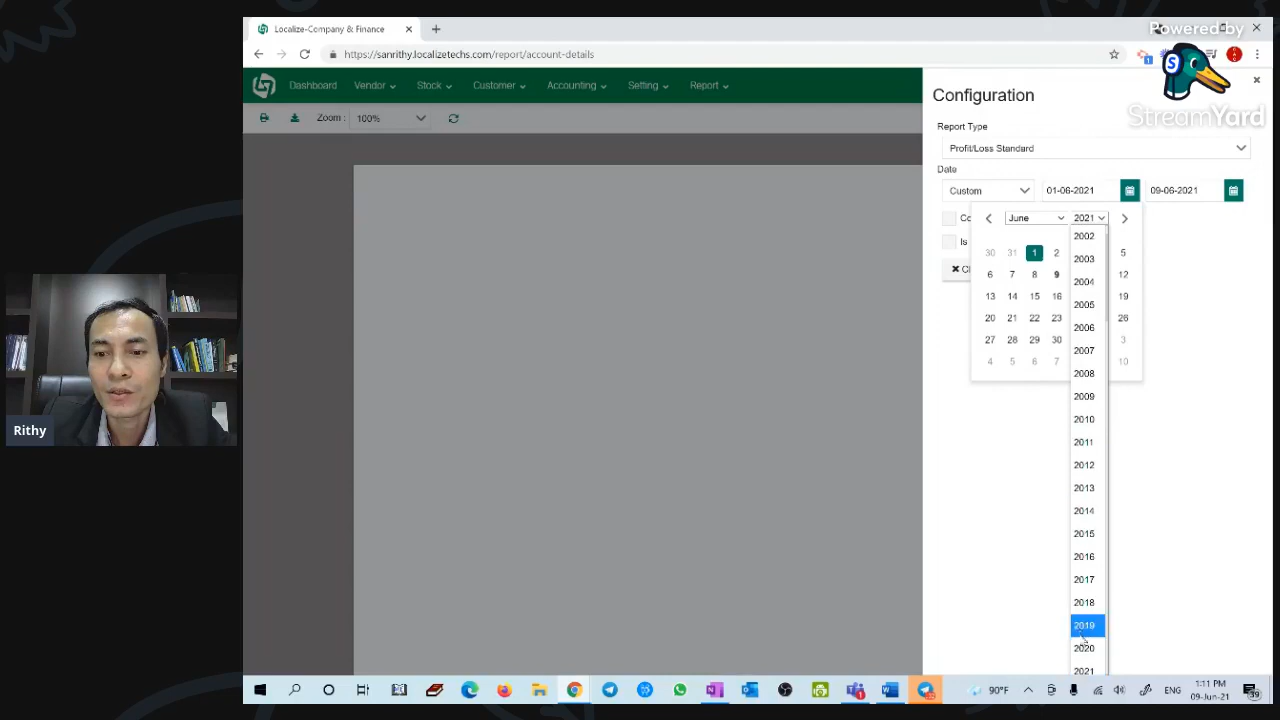 Localize-Company & Finance
Powered by
https://sanrithy.localizetechs.com/report/account-details
StreamYard
Dashboard Vendor Stock Customer Accounting Setting Report
Zoom : 100%
Configuration
Report Type
Profit/Loss Standard
Date
Custom 01-06-2021 09-06-2021
June 2021
30 31 1 2 5
6 7 8 9 12
13 14 15 16 19
20 21 22 23 26
27 28 29 30 3
4 5 6 7 10
Is
2002
2003
2004
2005
2006
2007
2008
2009
2010
2011
2012
2013
2014
2015
2016
2017
2018
2019
2020
2021
Rithy
90°F ENG 1:11 PM
09-Jun-21